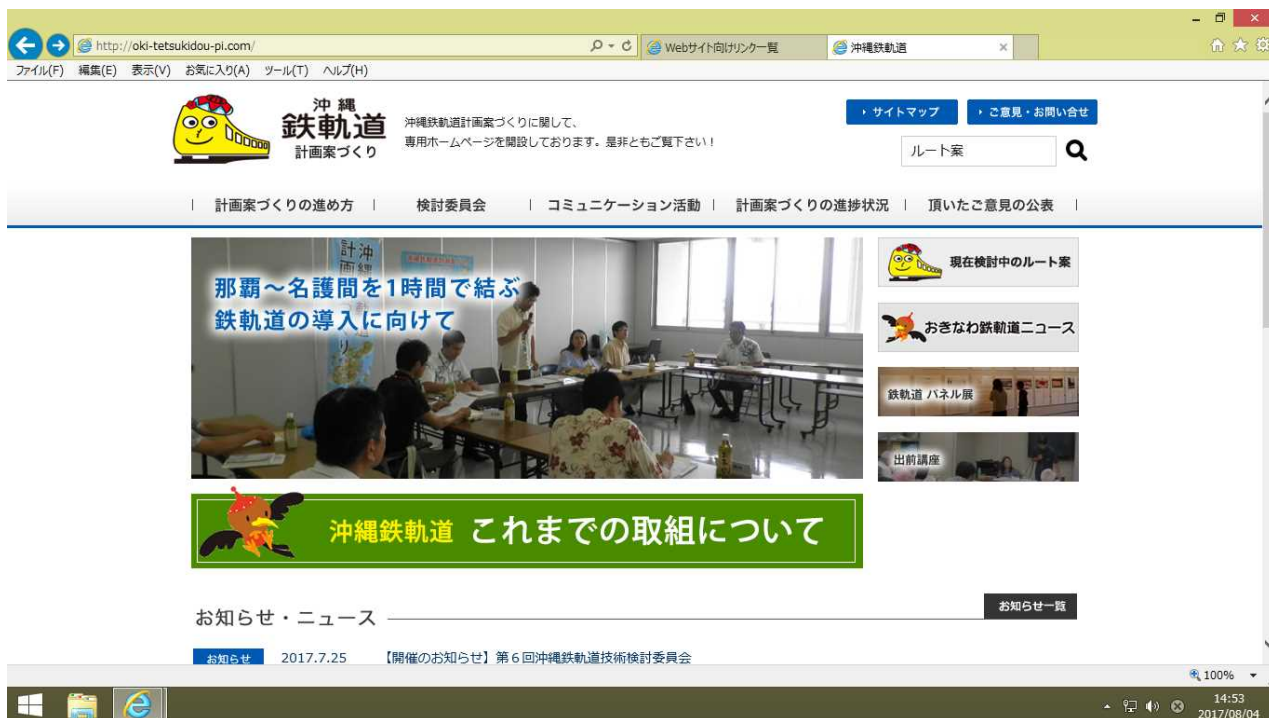 http://oki-tetsukidou-pi.com/
Webサイト向けリンク一覧
沖縄鉄軌道
ファイル(F) 編集(E) 表示(V) お気に入り(A) ツール(T) ヘルプ(H)
沖縄
鉄軌道
計画案づくり
沖縄鉄軌道計画案づくりに関して、
専用ホームページを開設しております。是非ともご覧下さい！
サイトマップ
ご意見・お問い合せ
ルート案
計画案づくりの進め方
検討委員会
コミュニケーション活動
計画案づくりの進捗状況
頂いたご意見の公表
那覇〜名護間を1時間で結ぶ
鉄軌道の導入に向けて
現在検討中のルート案
おきなわ鉄軌道ニュース
鉄軌道 パネル展
出前講座
沖縄鉄軌道 これまでの取組について
お知らせ・ニュース
お知らせ一覧
お知らせ 2017.7.25 【開催のお知らせ】第6回沖縄鉄軌道技術検討委員会
100%
14:53
2017/08/04